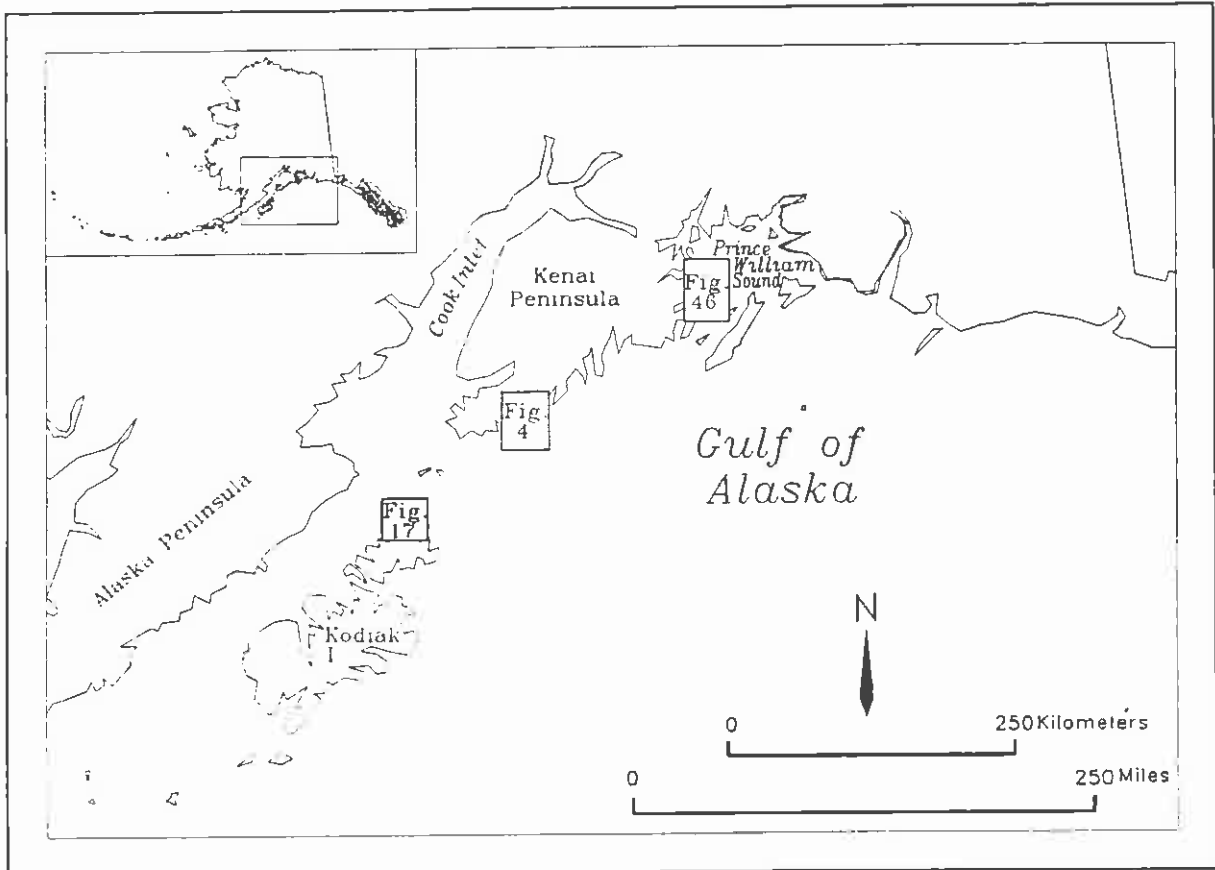 Prince
William
Sound
Fig.
46
Kenai
Peninsula
Cook Inlet
Fig.
4
Gulf of
Alaska
Fig.
17
Alaska Peninsula
Kodiak
I
N
0
250 Kilometers
0
250 Miles